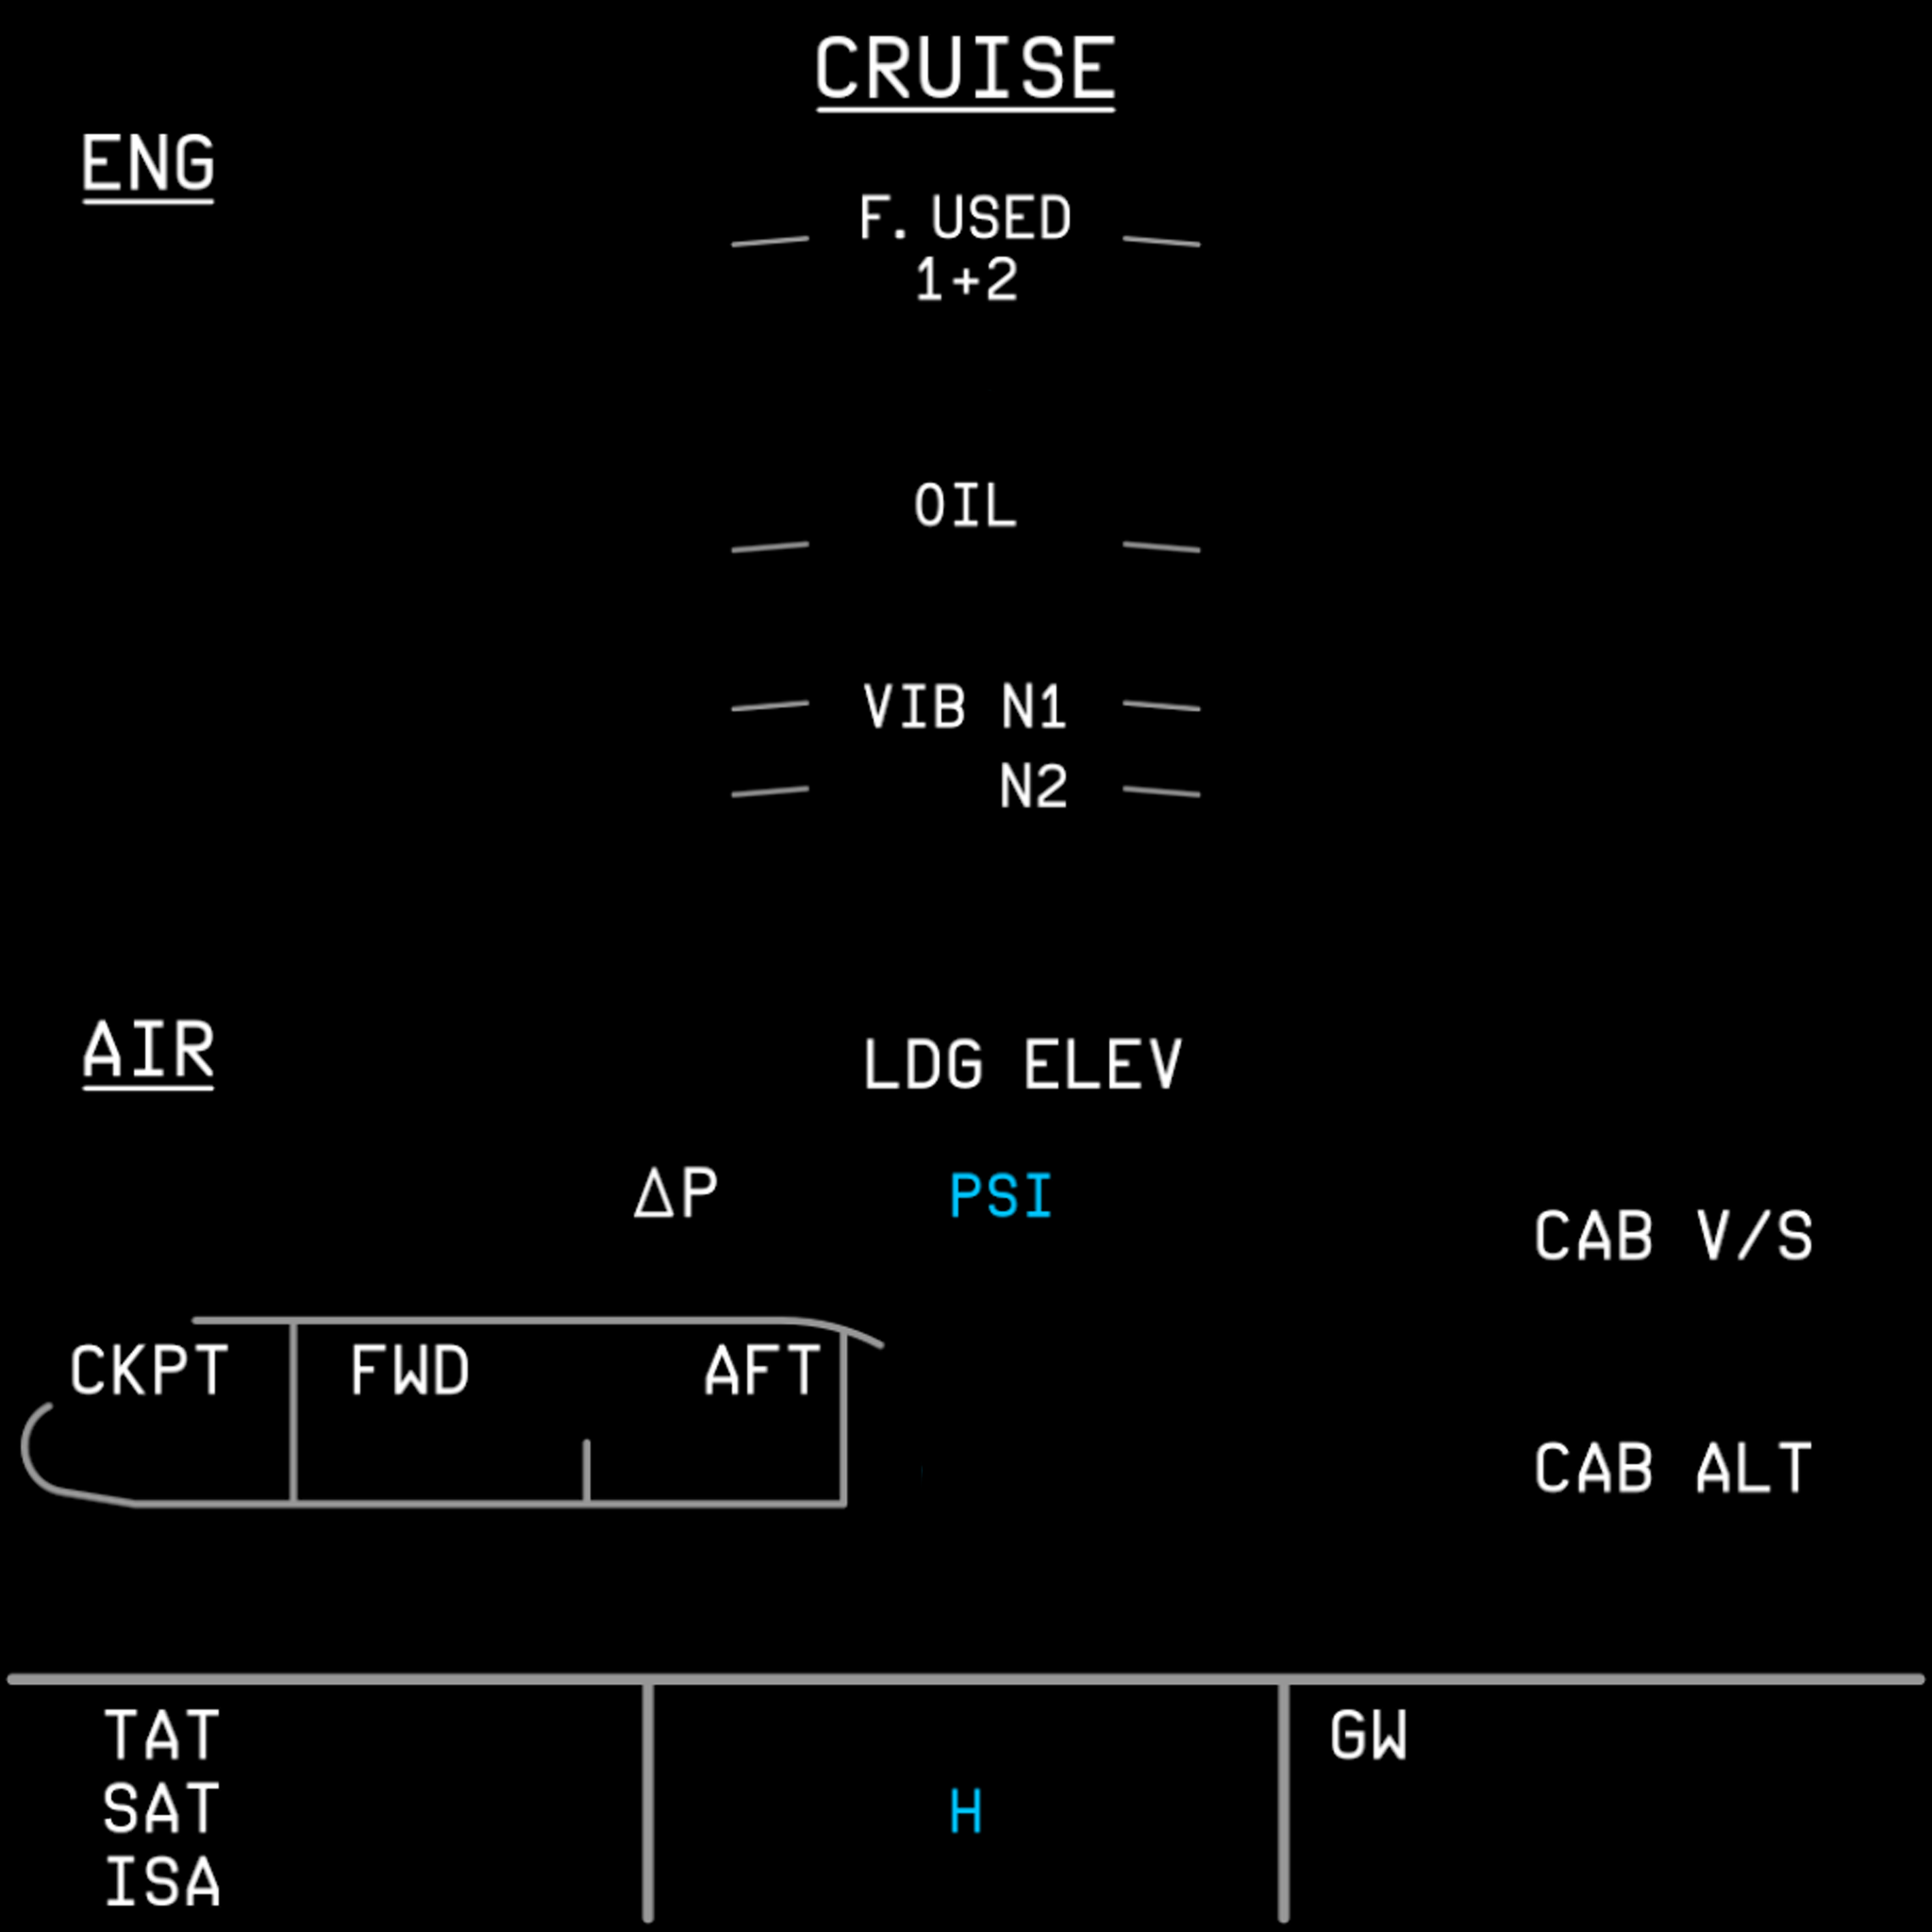 CRUISE
ENG
F. USED
1+2
OIL
VIB N1
N2
AIR
LDG ELEV
ΔP PSI
CAB V/S
CKPT FWD AFT
CAB ALT
TAT GW
SAT H
ISA